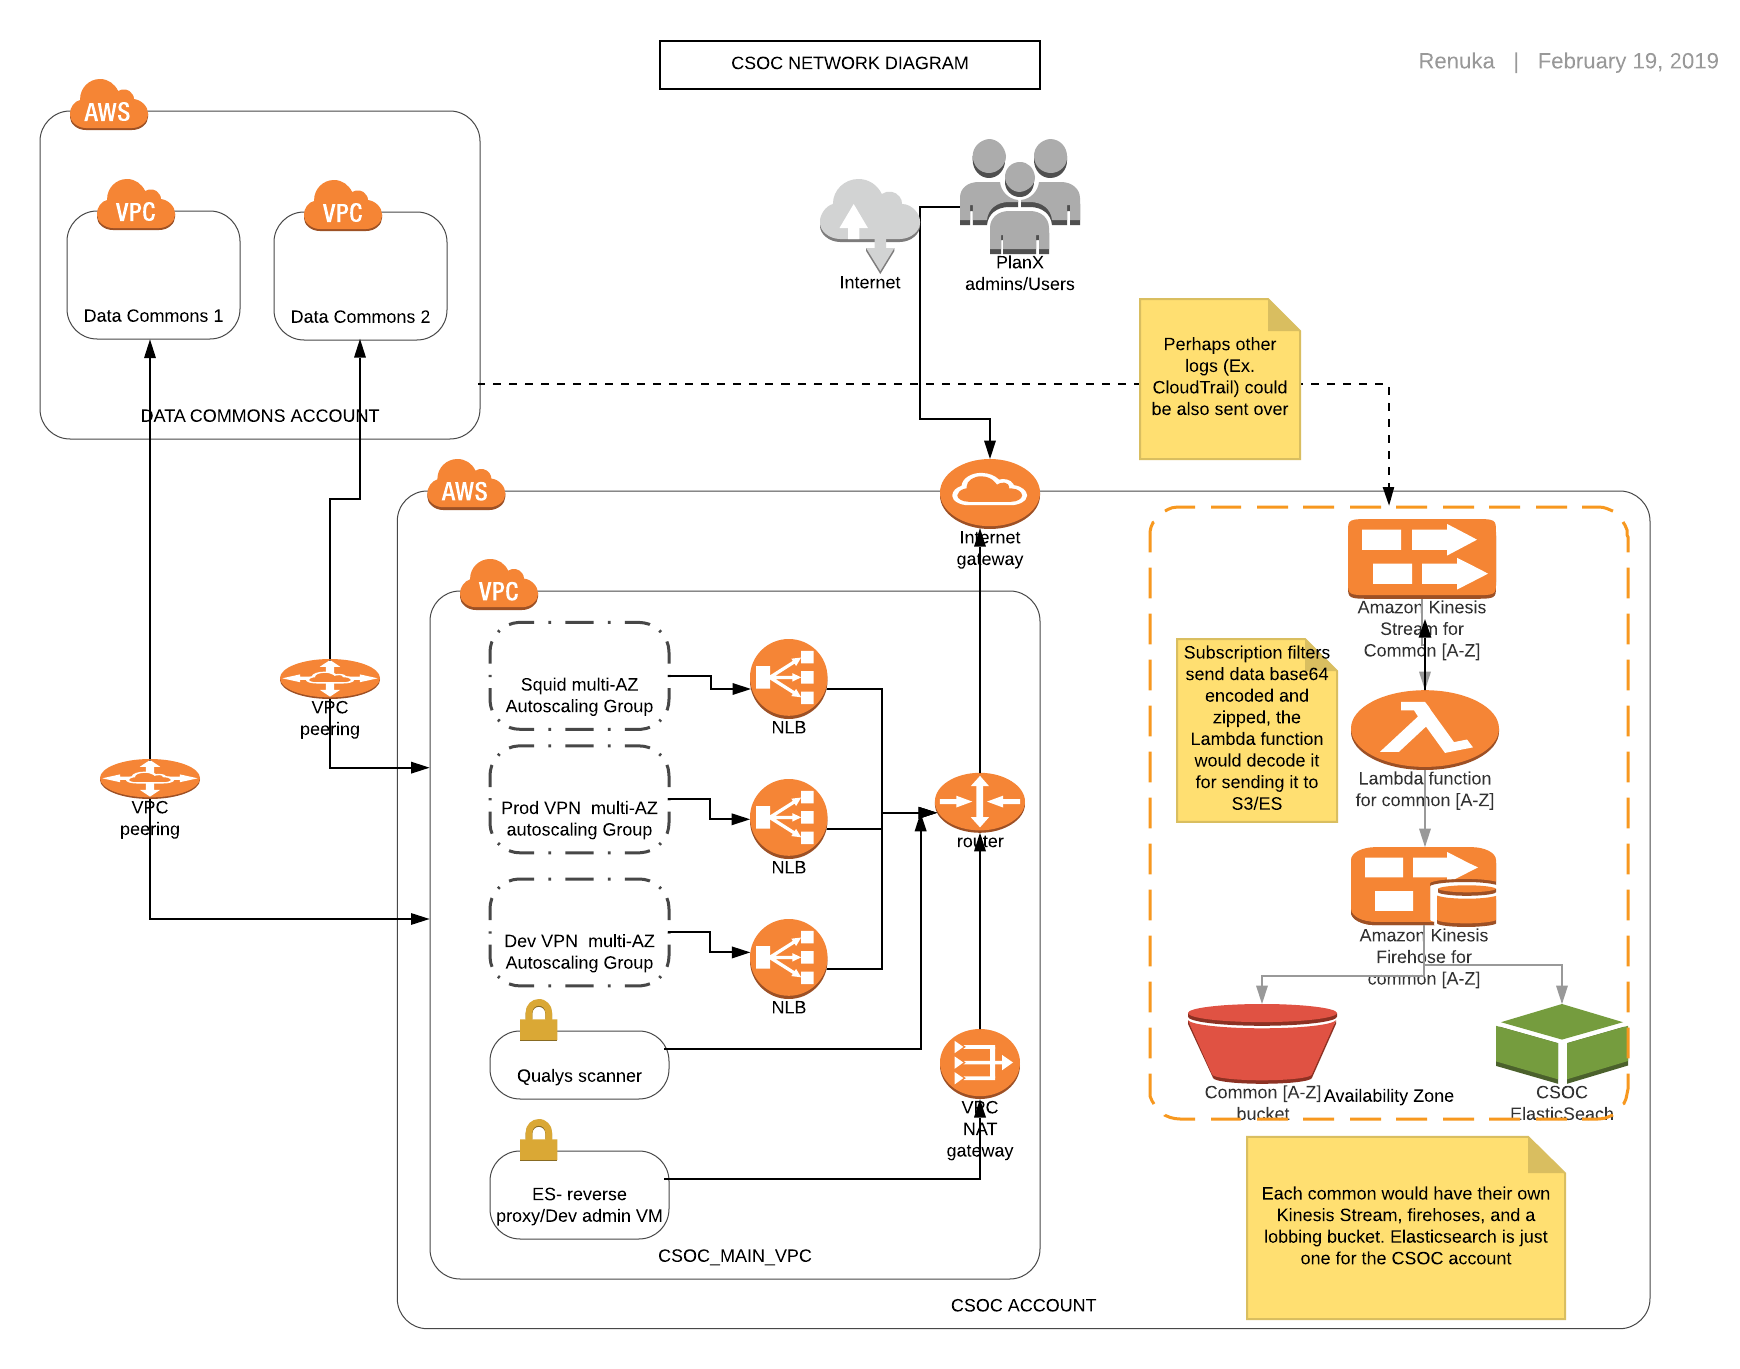 CSOC NETWORK DIAGRAM
Renuka | February 19, 2019
AWS
VPC
Data Commons 1
VPC
Data Commons 2
DATA COMMONS ACCOUNT
Internet
PlanX
admins/Users
Perhaps other
logs (Ex.
CloudTrail) could
be also sent over
AWS
Internet
gateway
VPC
VPC
peering
VPC
peering
Squid multi-AZ
Autoscaling Group
NLB
Prod VPN  multi-AZ
autoscaling Group
NLB
Dev VPN  multi-AZ
Autoscaling Group
NLB
router
Qualys scanner
VPC
NAT
gateway
ES- reverse
proxy/Dev admin VM
CSOC_MAIN_VPC
CSOC ACCOUNT
Amazon Kinesis
Stream for
Common [A-Z]
Subscription filters
send data base64
encoded and
zipped, the
Lambda function
would decode it
for sending it to
S3/ES
Lambda function
for common [A-Z]
Amazon Kinesis
Firehose for
common [A-Z]
Common [A-Z]
bucket
Availability Zone
CSOC
ElasticSeach
Each common would have their own
Kinesis Stream, firehoses, and a
lobbing bucket. Elasticsearch is just
one for the CSOC account